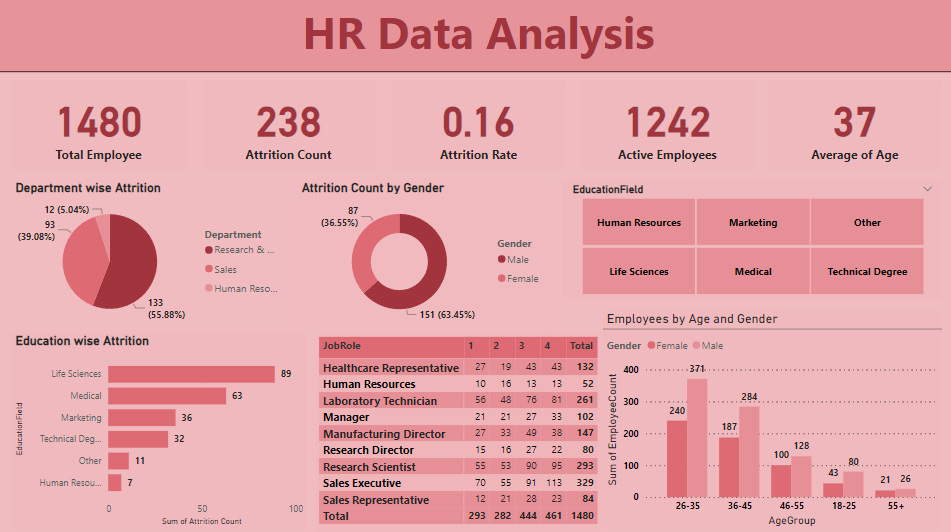 HR Data Analysis
1480
Total Employee
238
Attrition Count
0.16
Attrition Rate
1242
Active Employees
37
Average of Age
Department wise Attrition
12 (5.04%)
93
(39.08%)
133
(55.88%)
Department
Research & ...
Sales
Human Reso...
Attrition Count by Gender
87
(36.55%)
151 (63.45%)
Gender
Male
Female
EducationField
Human Resources Marketing Other
Life Sciences Medical Technical Degree
Education wise Attrition
EducationField
Life Sciences 89
Medical 63
Marketing 36
Technical Deg... 32
Other 11
Human Resou... 7
0 50 100
Sum of Attrition Count
JobRole 1 2 3 4 Total
Healthcare Representative 27 19 43 43 132
Human Resources 10 16 13 13 52
Laboratory Technician 56 48 76 81 261
Manager 21 21 27 33 102
Manufacturing Director 27 33 49 38 147
Research Director 15 16 27 22 80
Research Scientist 55 53 90 95 293
Sales Executive 70 55 91 113 329
Sales Representative 12 21 28 23 84
Total 293 282 444 461 1480
Employees by Age and Gender
Gender Female Male
Sum of EmployeeCount
400
300
200
100
0
240 371
187 284
100 128
43 80
21 26
26-35 36-45 46-55 18-25 55+
AgeGroup